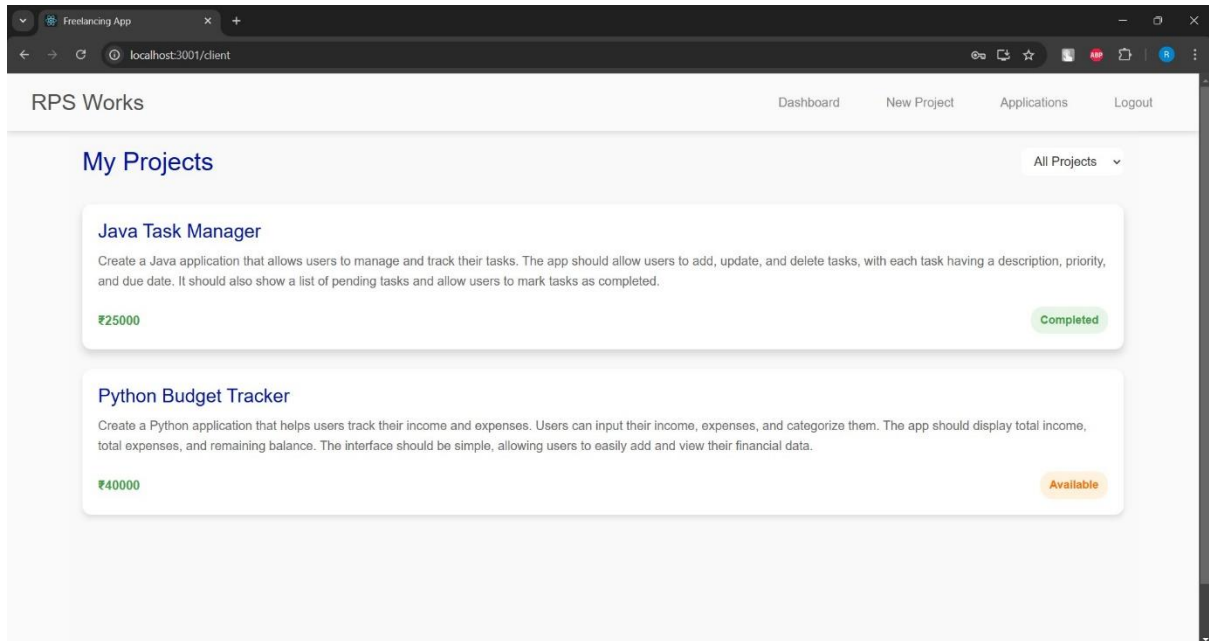 Freelancing App
localhost:3001/client
ABP
R
RPS Works
Dashboard New Project Applications Logout
My Projects
All Projects
Java Task Manager
Create a Java application that allows users to manage and track their tasks. The app should allow users to add, update, and delete tasks, with each task having a description, priority,
and due date. It should also show a list of pending tasks and allow users to mark tasks as completed.
₹25000
Completed
Python Budget Tracker
Create a Python application that helps users track their income and expenses. Users can input their income, expenses, and categorize them. The app should display total income,
total expenses, and remaining balance. The interface should be simple, allowing users to easily add and view their financial data.
₹40000
Available